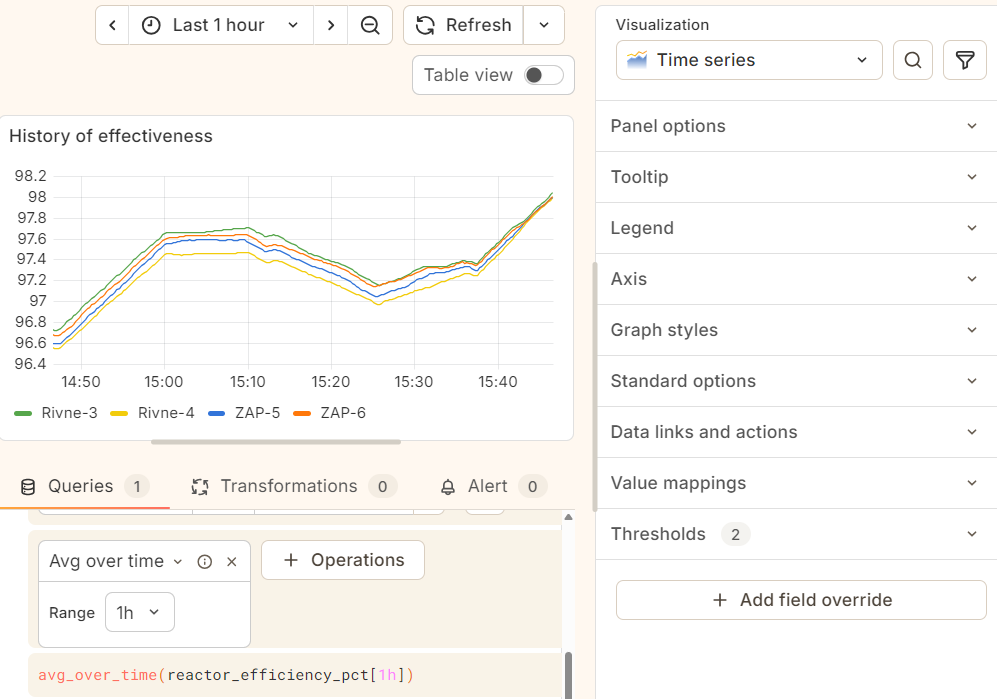 Last 1 hour
Refresh
Table view
History of effectiveness
98.2
98
97.8
97.6
97.4
97.2
97
96.8
96.6
96.4
14:50 15:00 15:10 15:20 15:30 15:40
Rivne-3 Rivne-4 ZAP-5 ZAP-6
Queries 1 Transformations 0 Alert 0
Avg over time
Operations
Range 1h
avg_over_time(reactor_efficiency_pct[1h])
Visualization
Time series
Panel options
Tooltip
Legend
Axis
Graph styles
Standard options
Data links and actions
Value mappings
Thresholds 2
+ Add field override